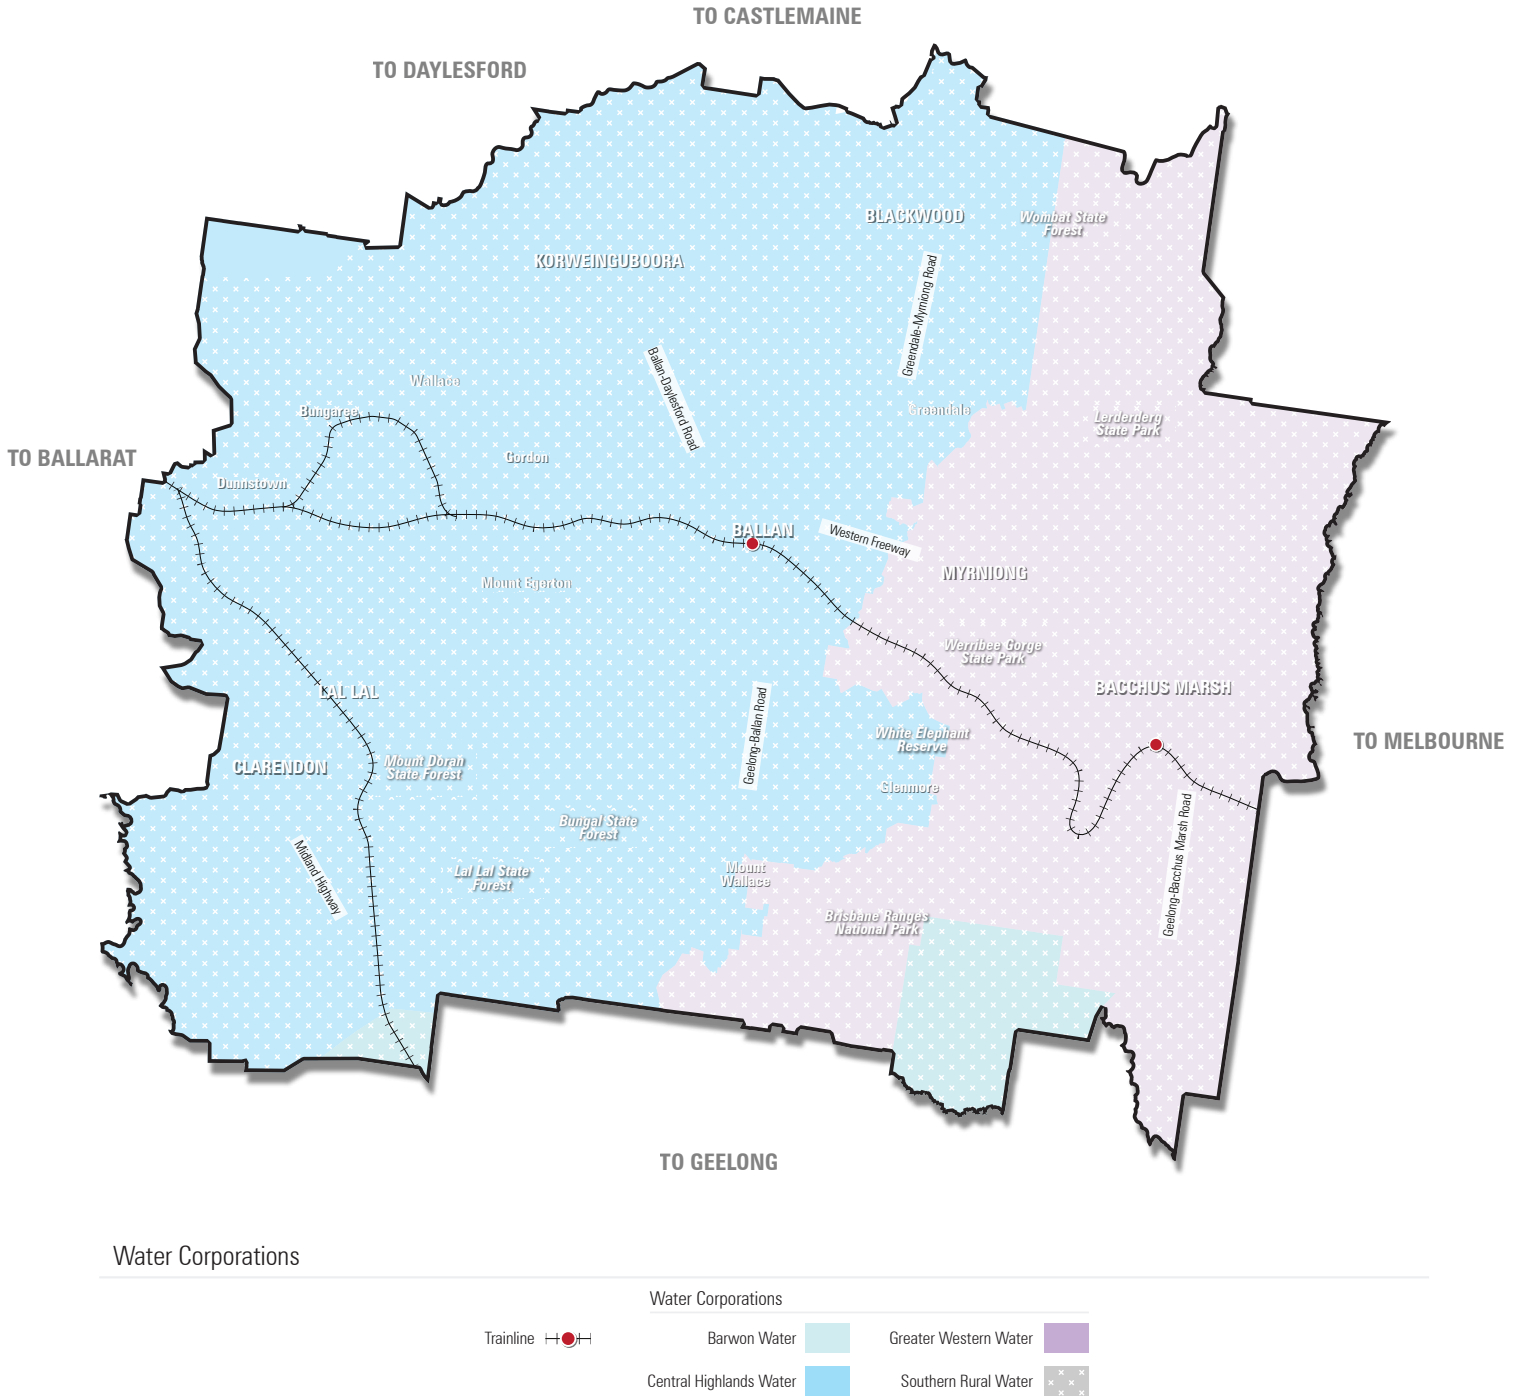 TO CASTLEMAINE
TO DAYLESFORD
BLACKWOOD
Wombat State
Forest
KORWEINGUBOORA
Greendale-Myrniong Road
Ballan-Daylesford Road
Wallace
Bungaree
Greendale
Lerderderg
State Park
TO BALLARAT
Gordon
Dunnstown
BALLAN
Western Freeway
Mount Egerton
MYRNIONG
Werribee Gorge
State Park
LAL LAL
BACCHUS MARSH
Geelong-Ballan Road
White Elephant
Reserve
TO MELBOURNE
CLARENDON
Mount Doran
State Forest
Glenmore
Bungal State
Forest
Geelong-Bacchus Marsh Road
Midland Highway
Lal Lal State
Forest
Mount
Wallace
Brisbane Ranges
National Park
TO GEELONG
Water Corporations
Water Corporations
Trainline
Barwon Water
Greater Western Water
Central Highlands Water
Southern Rural Water